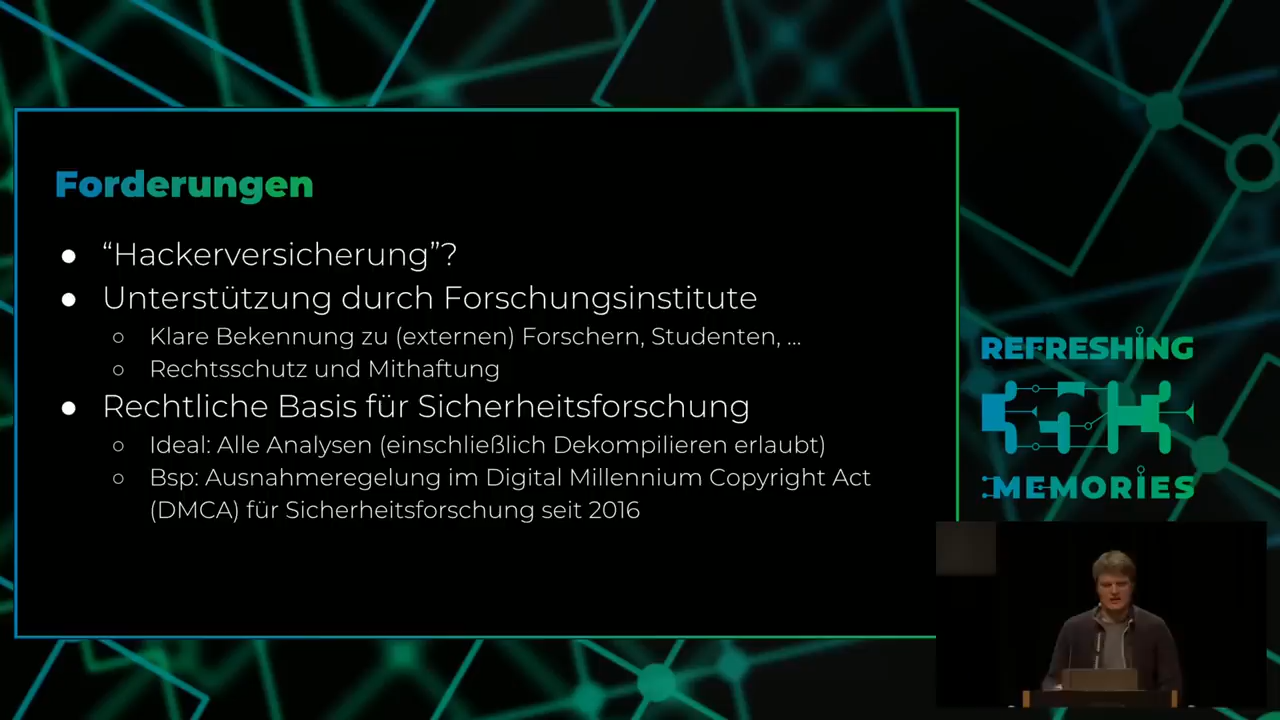 Forderungen
● “Hackerversicherung”?
● Unterstützung durch Forschungsinstitute
○ Klare Bekennung zu (externen) Forschern, Studenten, ...
○ Rechtsschutz und Mithaftung
● Rechtliche Basis für Sicherheitsforschung
○ Ideal: Alle Analysen (einschließlich Dekompilieren erlaubt)
○ Bsp: Ausnahmeregelung im Digital Millennium Copyright Act
(DMCA) für Sicherheitsforschung seit 2016
REFRESHING
MEMORIES